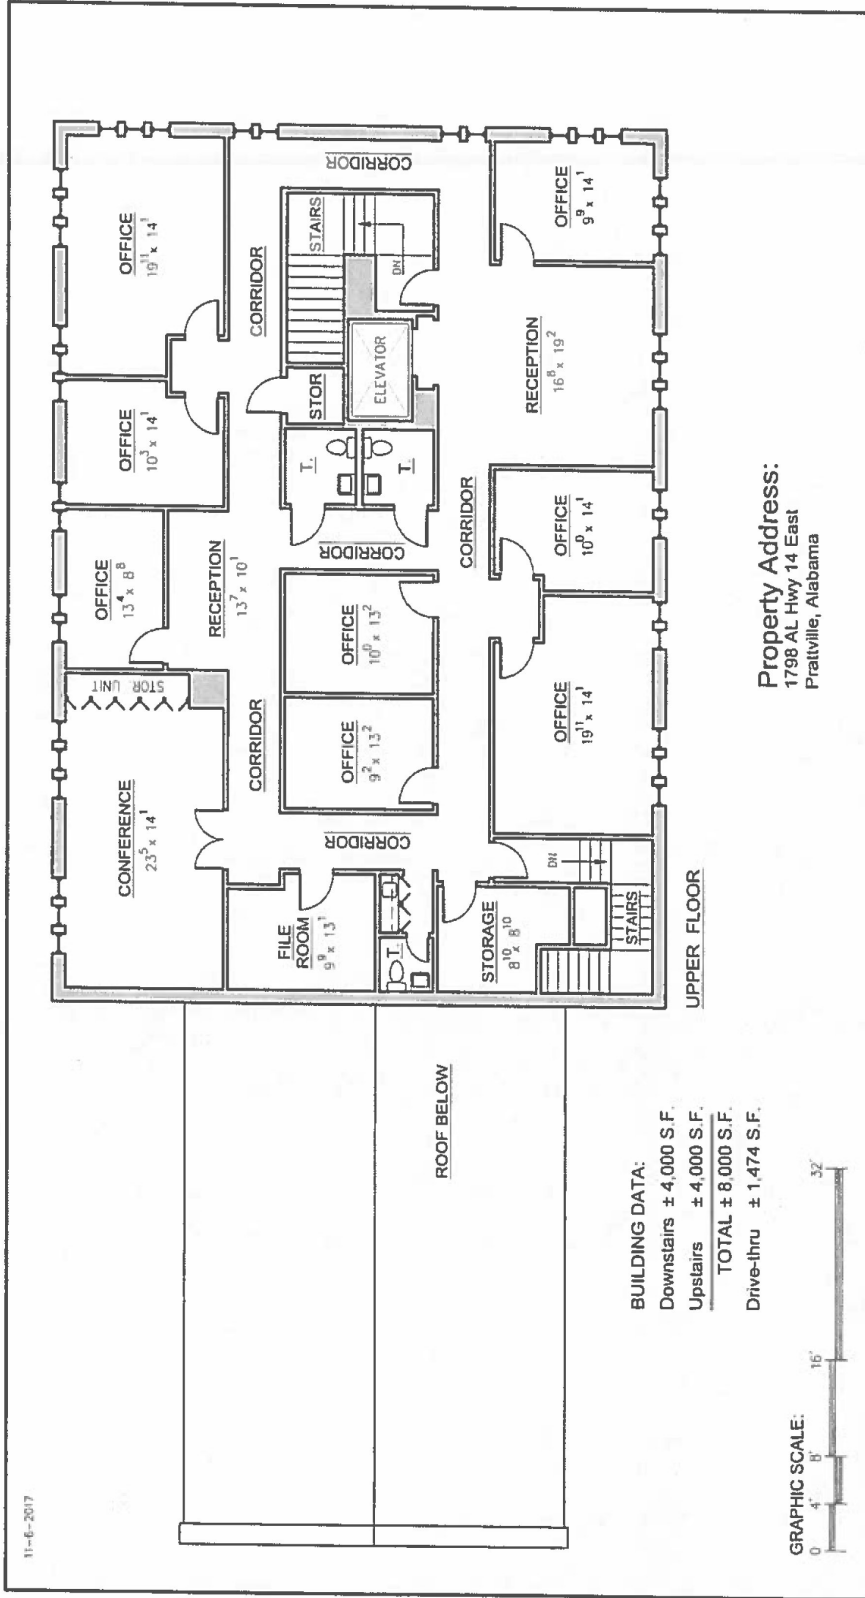 11-6-2017
CONFERENCE
23⁵ x 14¹
STOR UNIT
OFFICE
13⁴ x 8⁸
OFFICE
10³ x 14¹
OFFICE
19¹¹ x 14¹
RECEPTION
13⁷ x 10¹
CORRIDOR
CORRIDOR
FILE
ROOM
9⁹ x 13¹
CORRIDOR
OFFICE
9² x 13²
OFFICE
10⁰ x 13²
CORRIDOR
T.
STOR
STAIRS
CORRIDOR
T.
T.
ELEVATOR
DN
ROOF BELOW
STORAGE
8¹⁰ x 8¹⁰
CORRIDOR
DN
STAIRS
OFFICE
19¹¹ x 14¹
OFFICE
10⁰ x 14¹
RECEPTION
16⁸ x 19²
OFFICE
9⁹ x 14¹
UPPER FLOOR
BUILDING DATA:
Downstairs ± 4,000 S.F.
Upstairs ± 4,000 S.F.
TOTAL ± 8,000 S.F.
Drive-thru ± 1,474 S.F.
Property Address:
1798 AL Hwy 14 East
Prattville, Alabama
GRAPHIC SCALE:
0 4' 8' 16' 32'